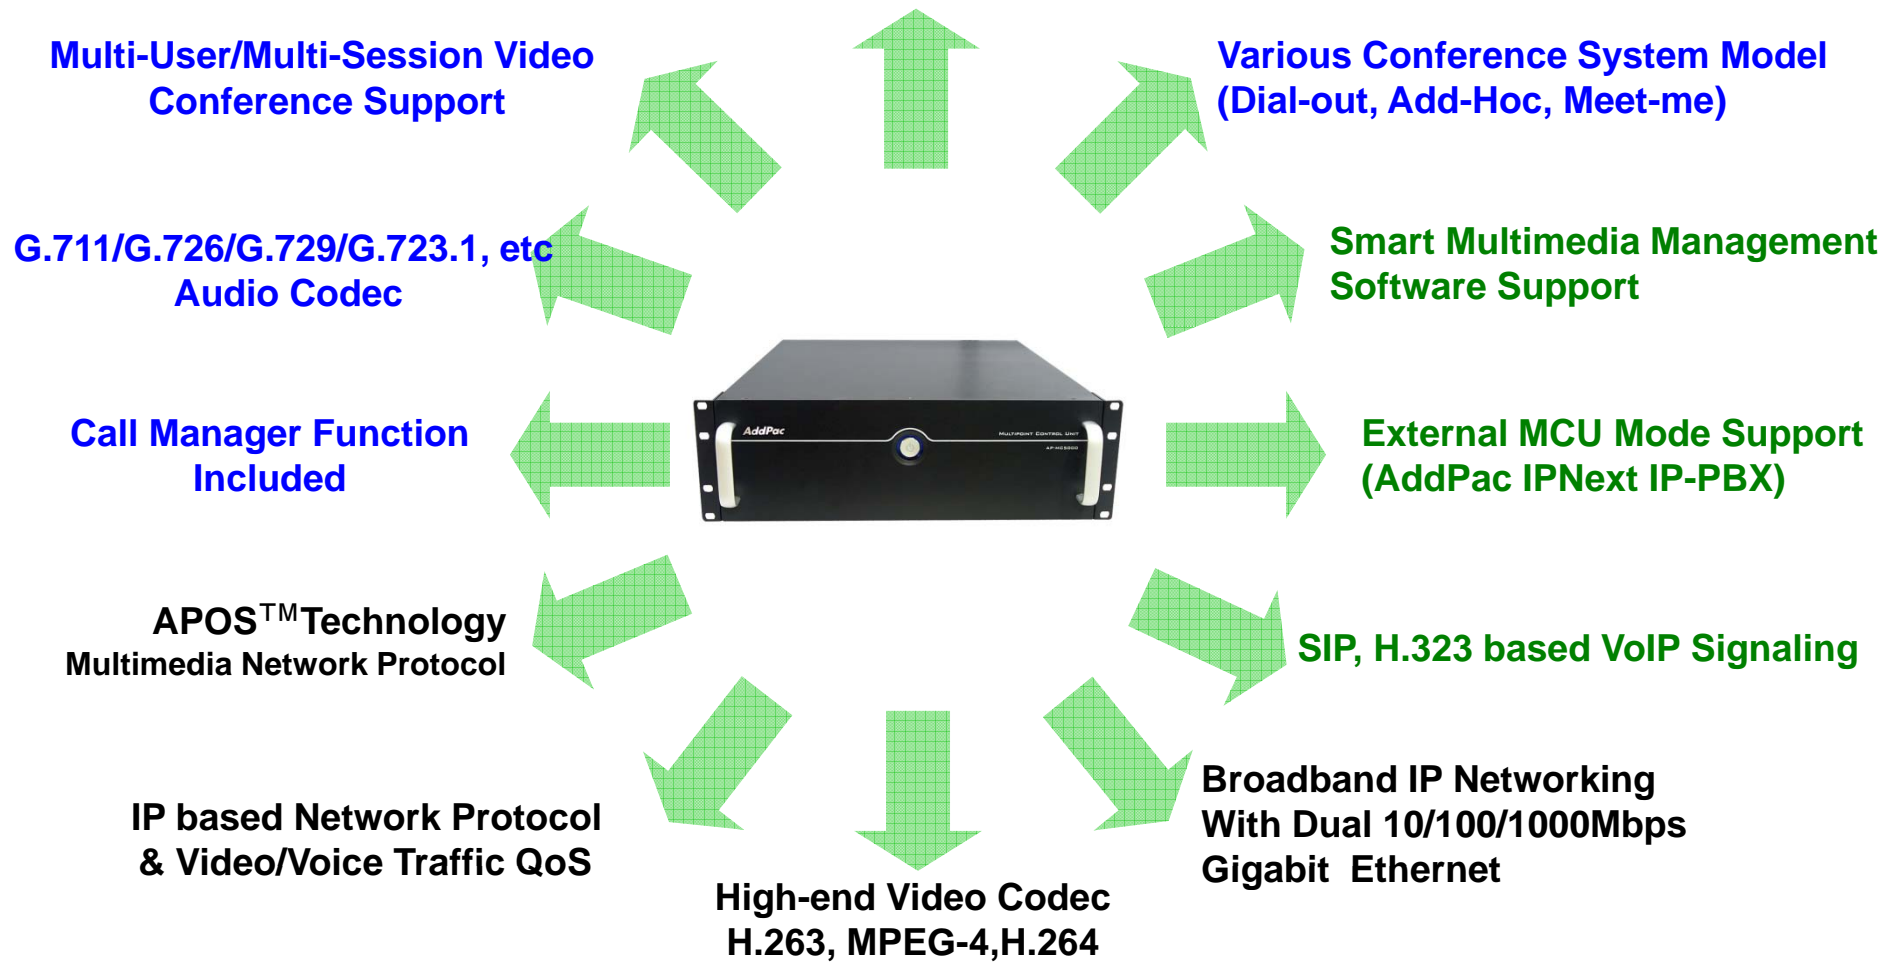 Multi-User/Multi-Session Video
Conference Support
Various Conference System Model
(Dial-out, Add-Hoc, Meet-me)
G.711/G.726/G.729/G.723.1, etc
Audio Codec
Smart Multimedia Management
Software Support
Call Manager Function
Included
AddPac
MULTIPOINT CONTROL UNIT
External MCU Mode Support
(AddPac IPNext IP-PBX)
APOS™Technology
Multimedia Network Protocol
SIP, H.323 based VoIP Signaling
IP based Network Protocol
& Video/Voice Traffic QoS
High-end Video Codec
H.263, MPEG-4,H.264
Broadband IP Networking
With Dual 10/100/1000Mbps
Gigabit Ethernet